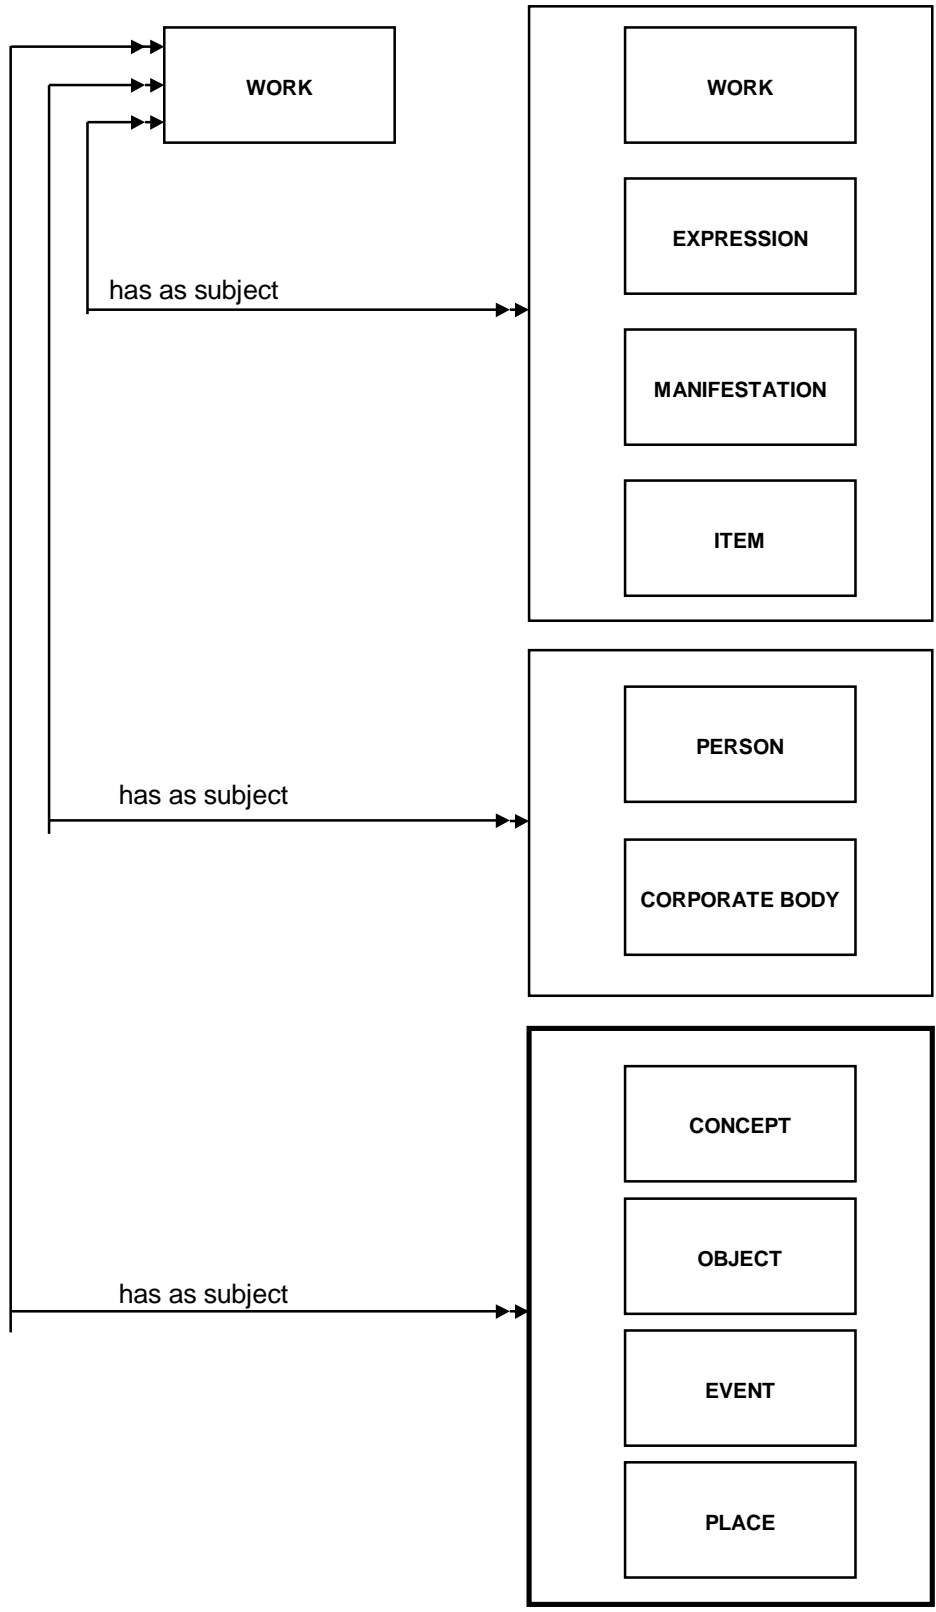 WORK
WORK
EXPRESSION
has as subject
MANIFESTATION
ITEM
PERSON
has as subject
CORPORATE BODY
CONCEPT
OBJECT
has as subject
EVENT
PLACE